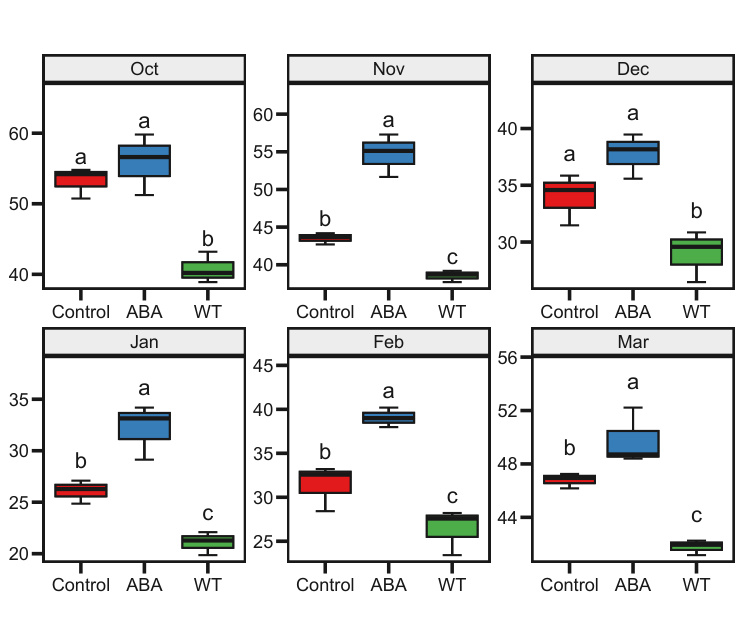 Oct
Nov
Dec
60
50
40
a
a
b
60
55
50
45
40
b
a
c
40
35
30
a
a
b
Control ABA WT
Control ABA WT
Control ABA WT
Jan
Feb
Mar
35
30
25
20
b
a
c
45
40
35
30
25
b
a
c
56
52
48
44
b
a
c
Control ABA WT
Control ABA WT
Control ABA WT